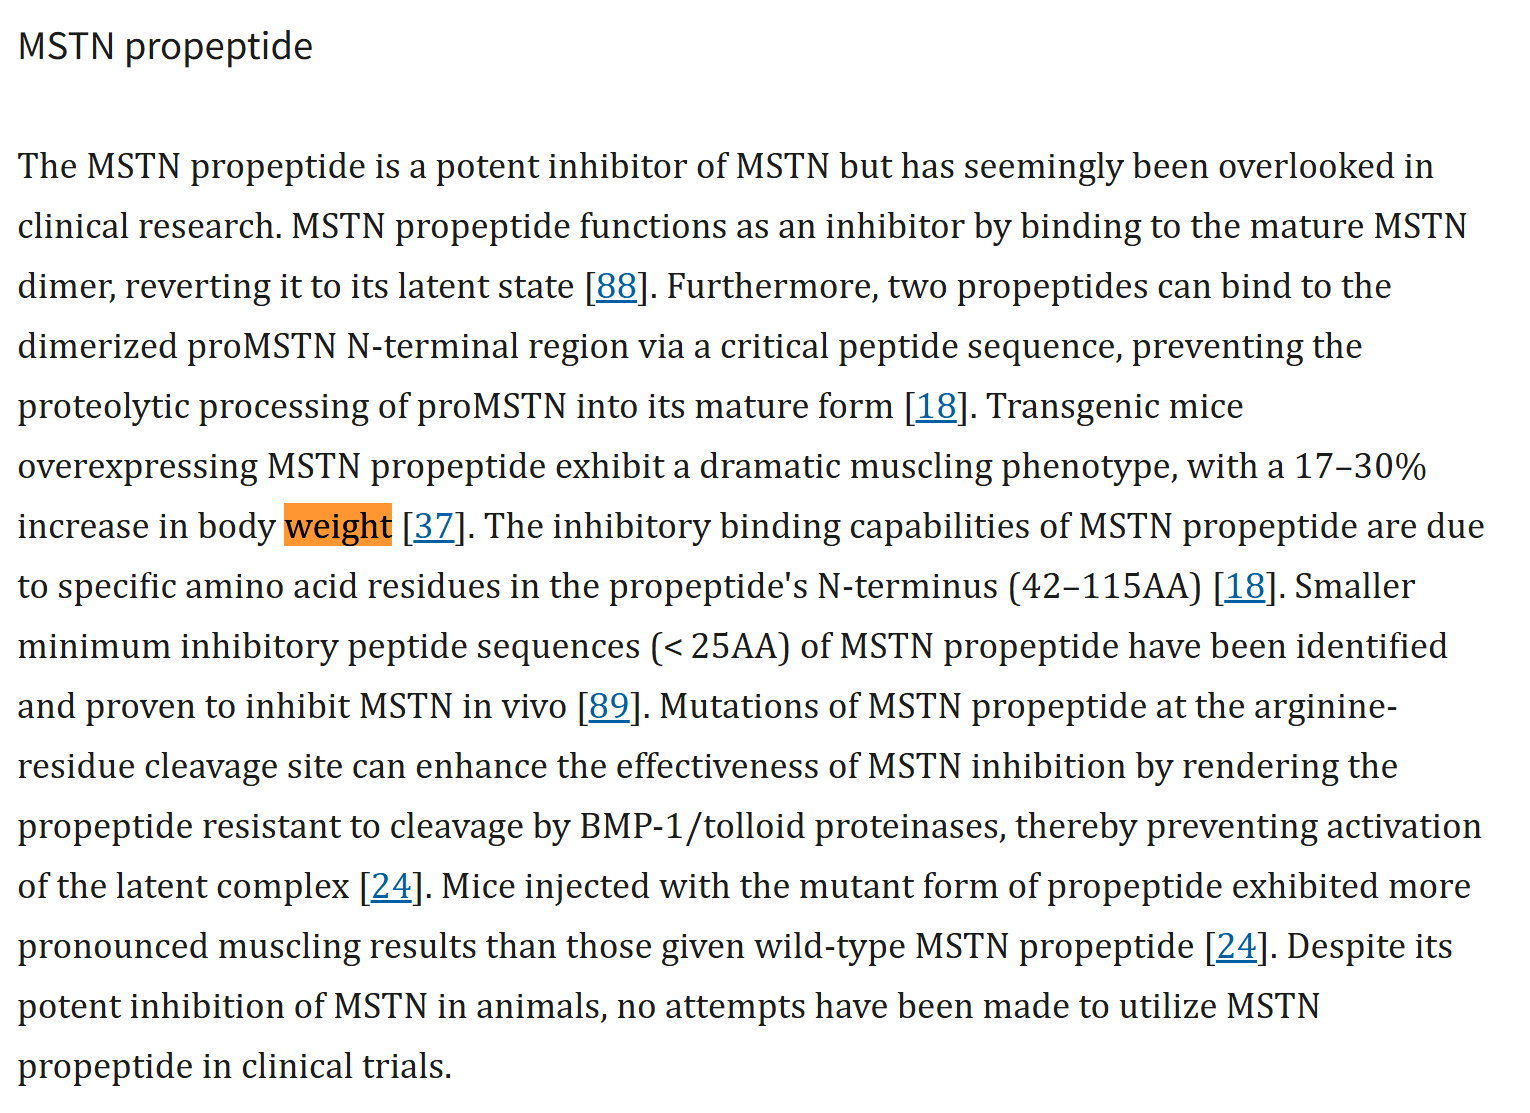 MSTN propeptide
The MSTN propeptide is a potent inhibitor of MSTN but has seemingly been overlooked in
clinical research. MSTN propeptide functions as an inhibitor by binding to the mature MSTN
dimer, reverting it to its latent state [88]. Furthermore, two propeptides can bind to the
dimerized proMSTN N-terminal region via a critical peptide sequence, preventing the
proteolytic processing of proMSTN into its mature form [18]. Transgenic mice
overexpressing MSTN propeptide exhibit a dramatic muscling phenotype, with a 17–30%
increase in body weight [37]. The inhibitory binding capabilities of MSTN propeptide are due
to specific amino acid residues in the propeptide's N-terminus (42–115AA) [18]. Smaller
minimum inhibitory peptide sequences (< 25AA) of MSTN propeptide have been identified
and proven to inhibit MSTN in vivo [89]. Mutations of MSTN propeptide at the arginine-
residue cleavage site can enhance the effectiveness of MSTN inhibition by rendering the
propeptide resistant to cleavage by BMP-1/tolloid proteinases, thereby preventing activation
of the latent complex [24]. Mice injected with the mutant form of propeptide exhibited more
pronounced muscling results than those given wild-type MSTN propeptide [24]. Despite its
potent inhibition of MSTN in animals, no attempts have been made to utilize MSTN
propeptide in clinical trials.